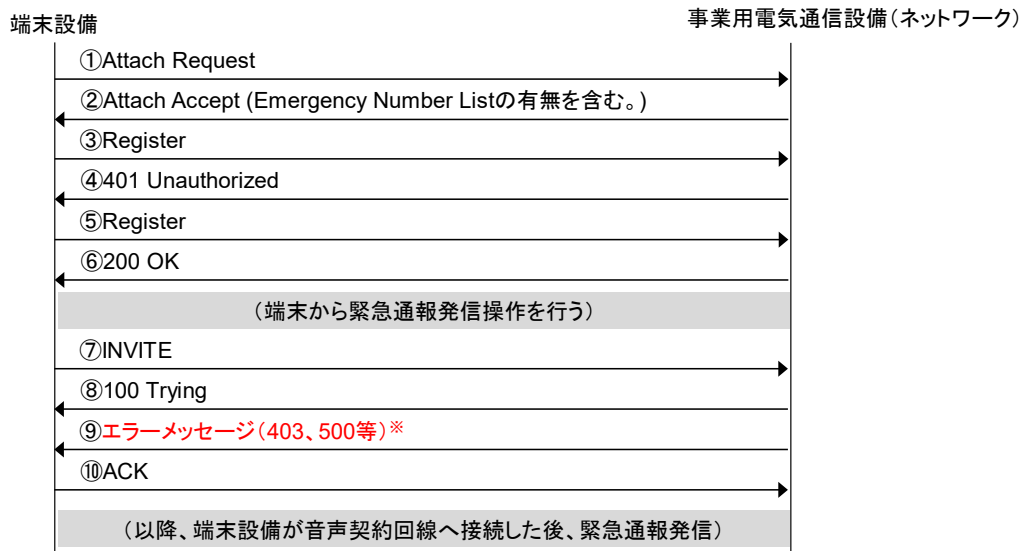 端末設備
事業用電気通信設備（ネットワーク）
①Attach Request
②Attach Accept (Emergency Number Listの有無を含む。)
③Register
④401 Unauthorized
⑤Register
⑥200 OK
（端末から緊急通報発信操作を行う）
⑦INVITE
⑧100 Trying
⑨エラーメッセージ（403、500等）※
⑩ACK
（以降、端末設備が音声契約回線へ接続した後、緊急通報発信）